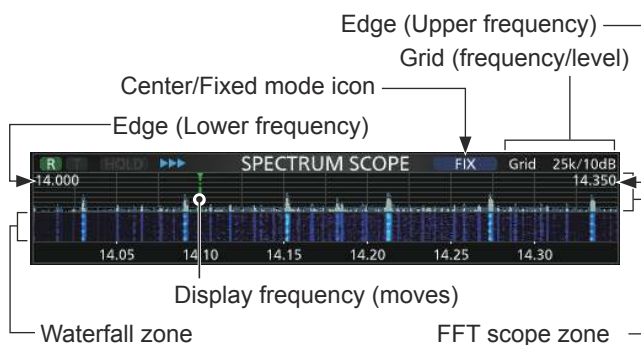 Edge (Upper frequency)
Grid (frequency/level)
Center/Fixed mode icon
Edge (Lower frequency)
R T HOLD SPECTRUM SCOPE FIX Grid 25k/10dB
14.000 14.350
14.05 14.10 14.15 14.20 14.25 14.30
Display frequency (moves)
Waterfall zone FFT scope zone